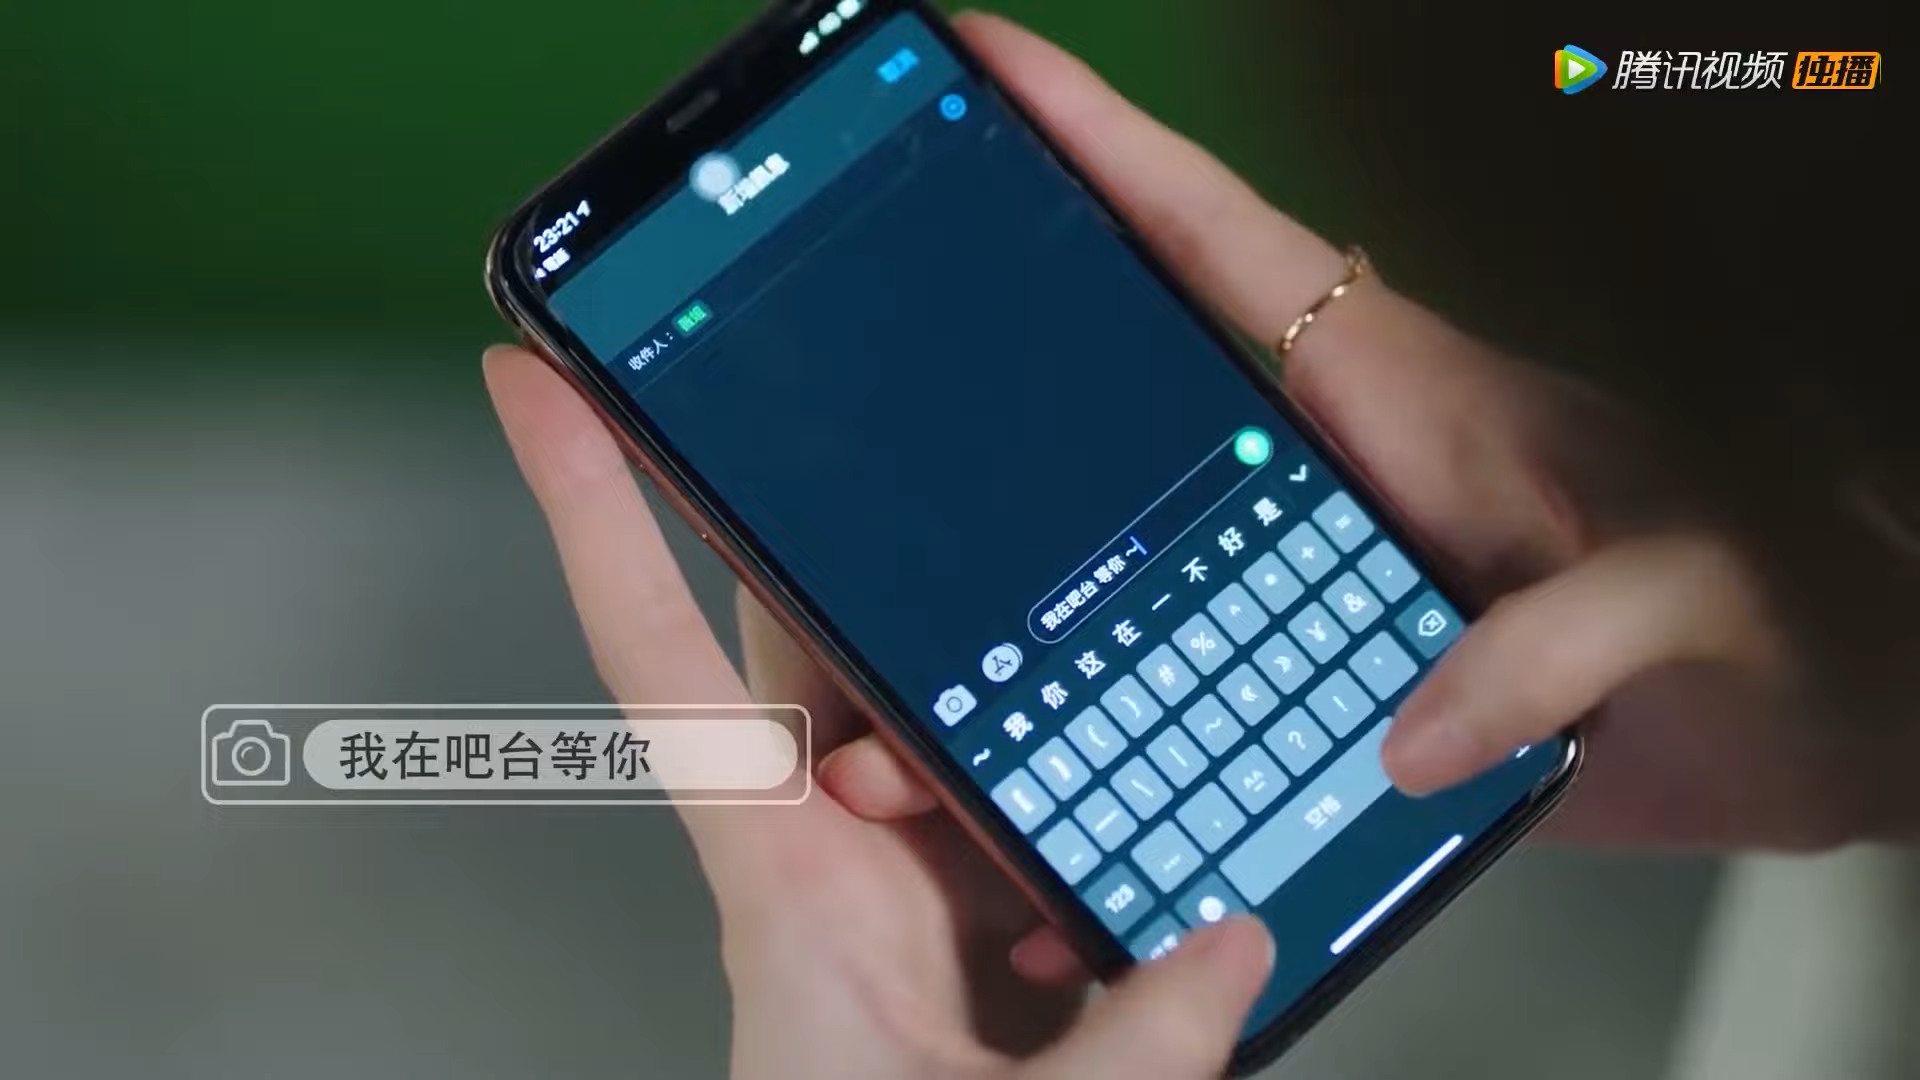 腾讯视频 独播
23:21
收件人：
我在吧台 等你~
~ 我 你 这 在 一 不 好 是
[ ] { } # % ^ * + =
_ — \ | ~ « » ¥ & ·
123 … , ^^ ? ! '
空格
我在吧台等你